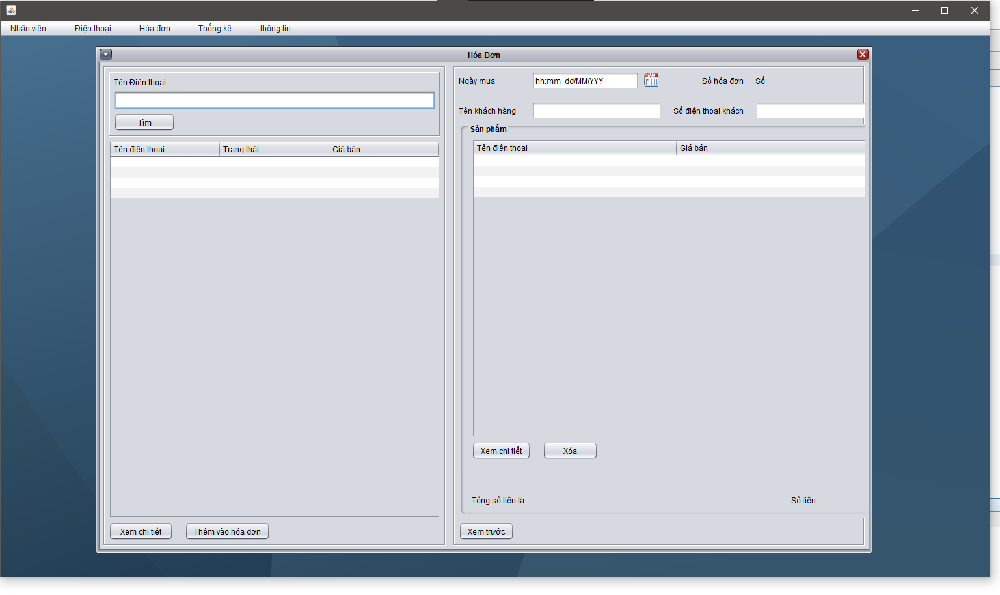 Nhân viên Điện thoại Hóa đơn Thống kê thông tin
Hóa Đơn
Tên Điện thoại
Tìm
Tên điên thoại Trạng thái Giá bán
Xem chi tiết Thêm vào hóa đơn
Ngày mua hh:mm dd/MM/YYY JAN Số hóa đơn Số
Tên khách hàng Số điện thoại khách
Sản phẩm
Tên điện thoại Giá bán
Xem chi tiết Xóa
Tổng số tiền là: Số tiền
Xem trước